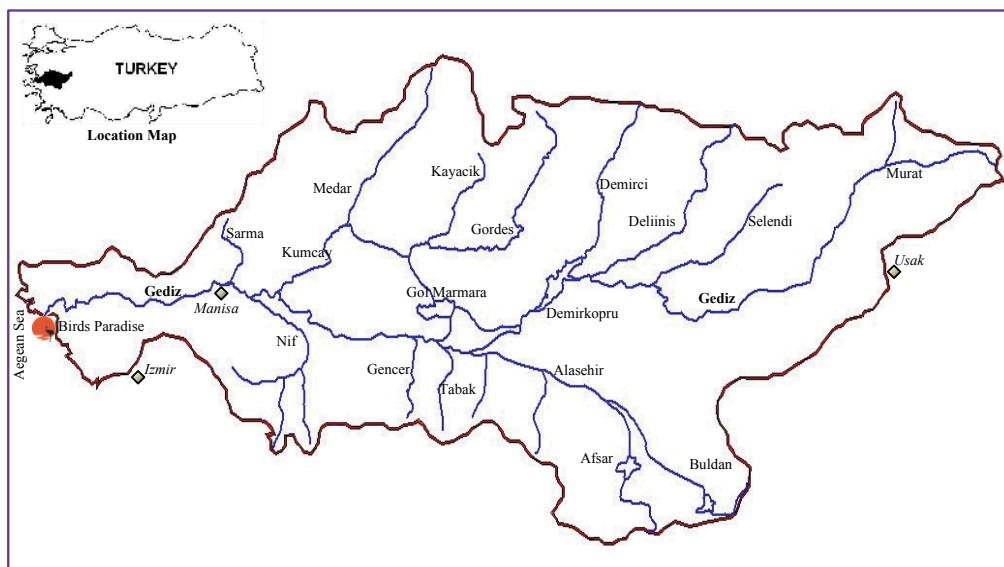 TURKEY
Location Map
Murat
Kayacik
Medar
Demirci
Deliinis
Selendi
Gordes
Sarma
Kumcay
Usak
Gediz
Manisa
Gol Marmara
Gediz
Demirkopru
Aegean Sea
Birds Paradise
Nif
Izmir
Gencer
Alasehir
Tabak
Afsar
Buldan